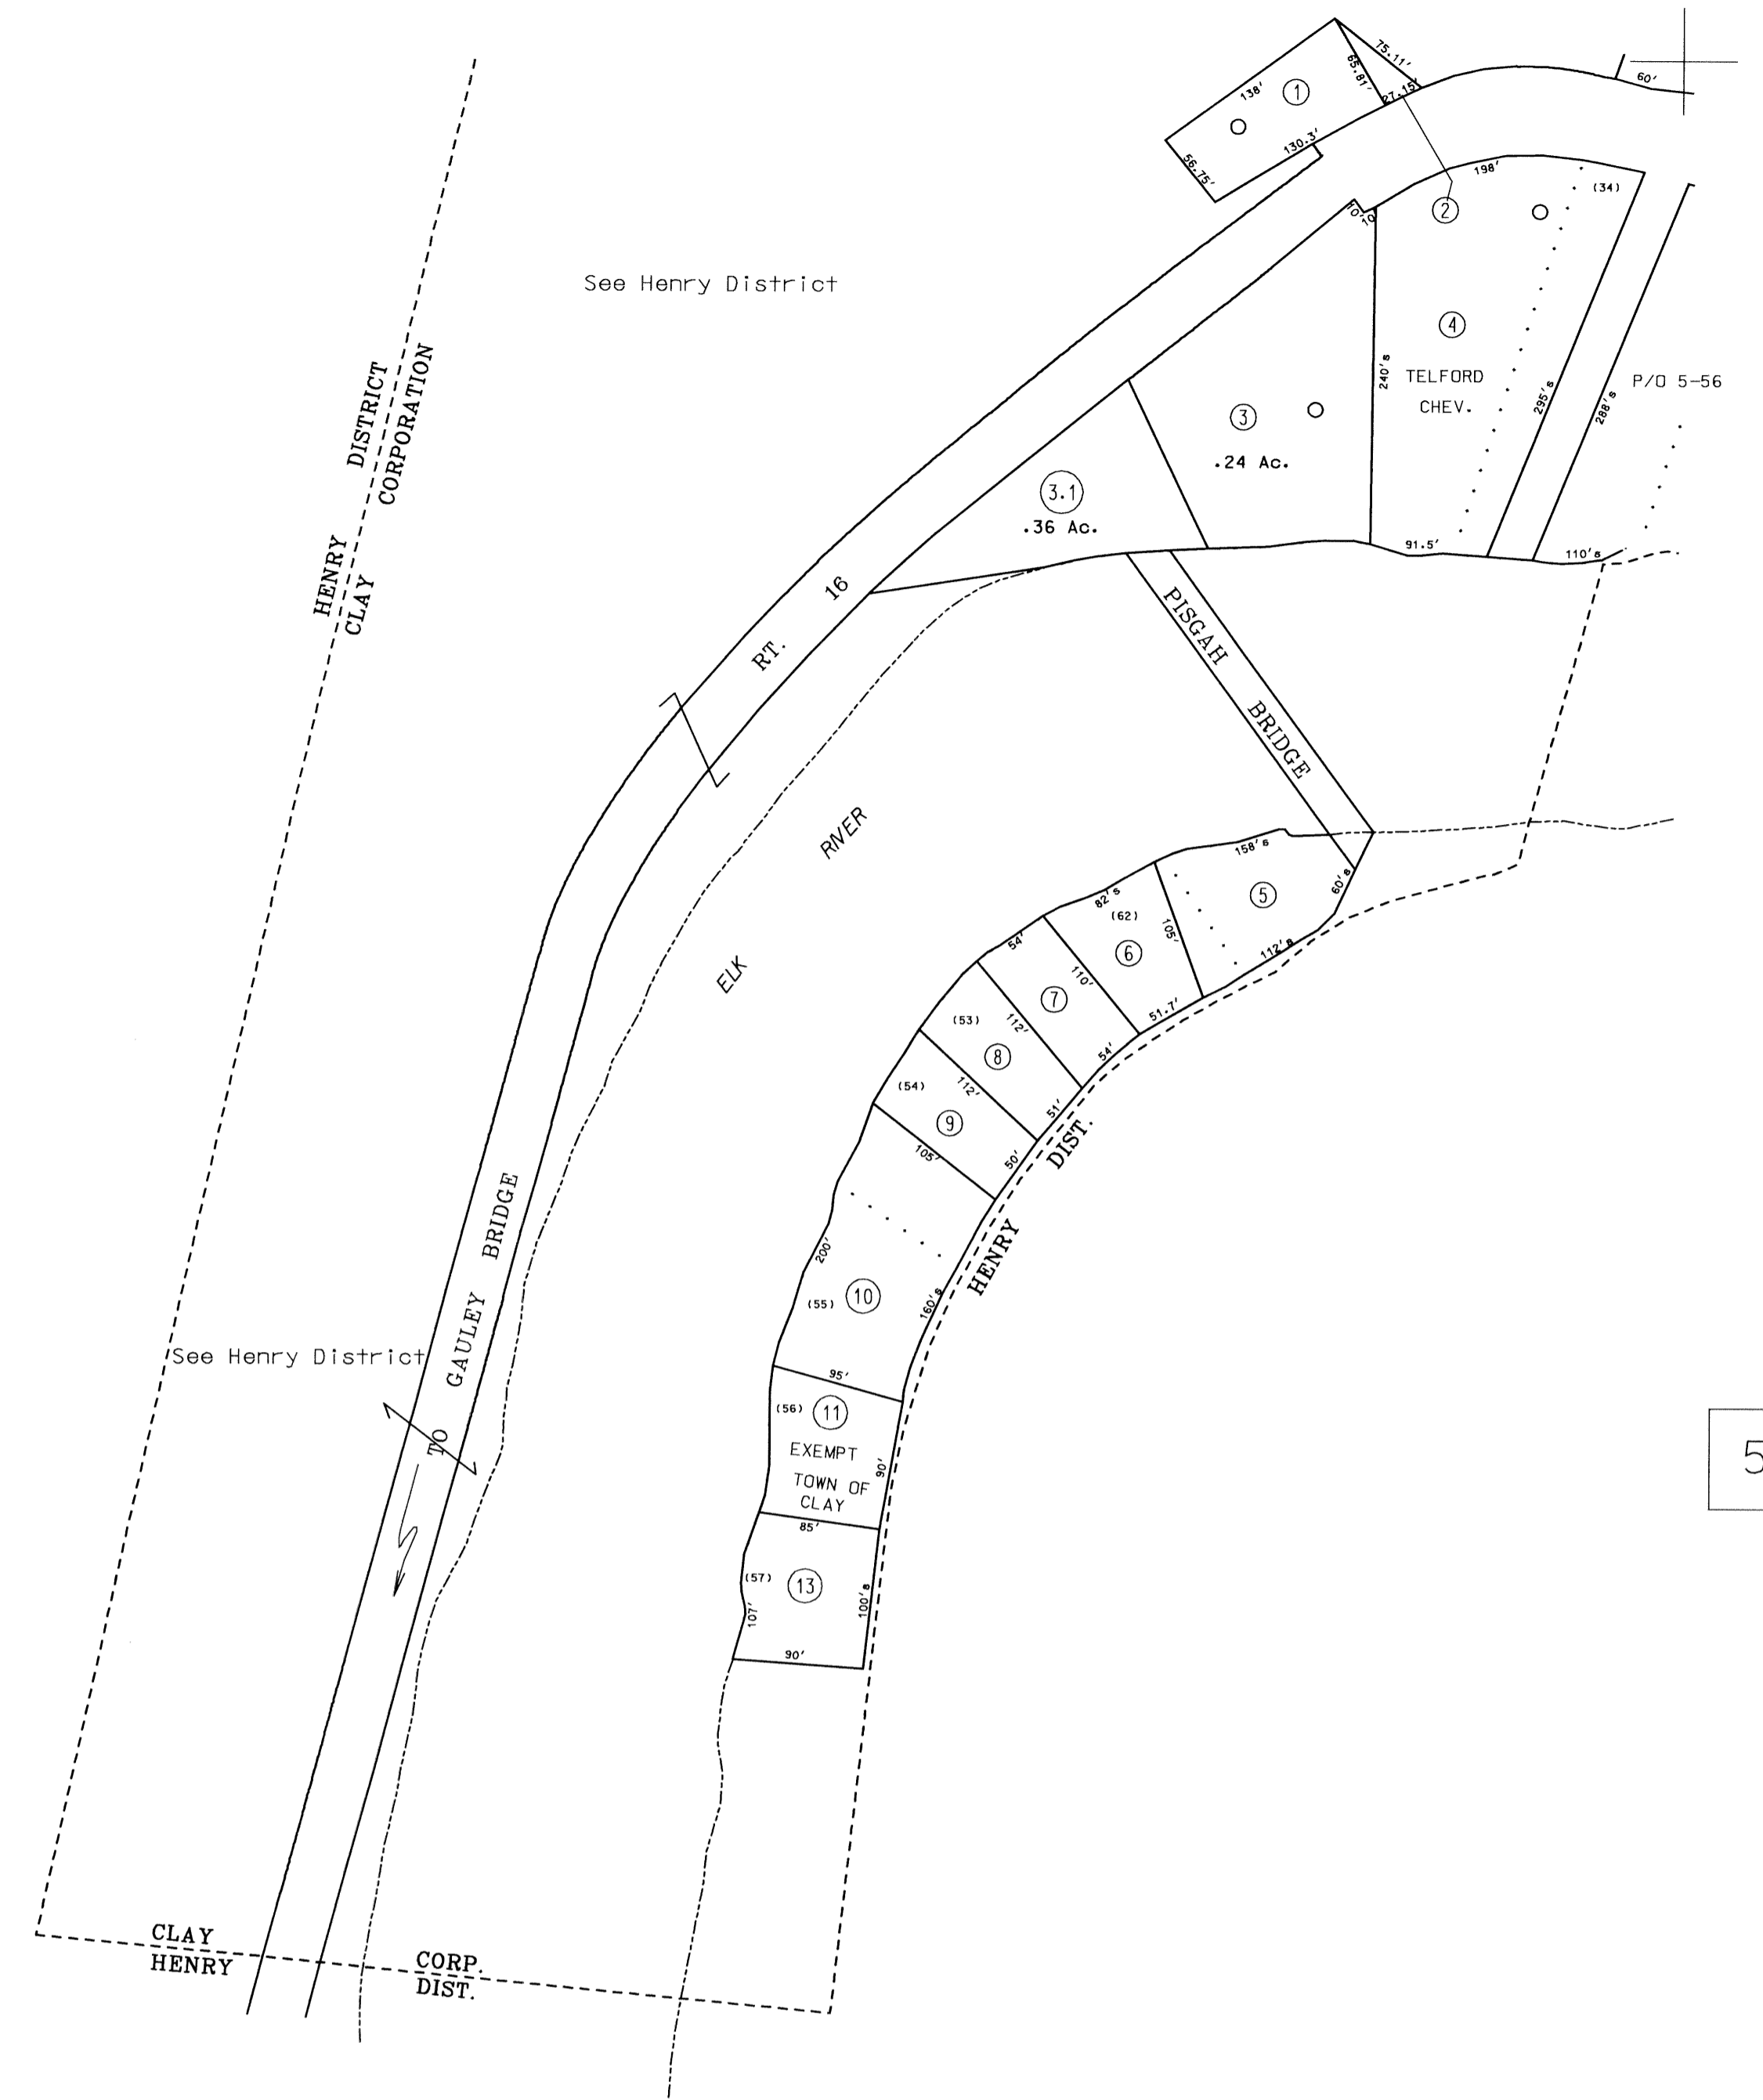 75.11'
65.81'
27.15'
60'
138'
1
130.3'
56.75'
198'
(34)
2
10'
10'
See Henry District
4
TELFORD
CHEV.
240's
295's
288's
P/O 5-56
3
.24 Ac.
3.1
.36 Ac.
91.5'
110's
HENRY DISTRICT
CLAY CORPORATION
RT. 16
PISGAH BRIDGE
ELK RIVER
158's
60's
5
112's
82's
(62)
105'
6
51.7'
54'
110'
7
54'
(53)
112'
8
51'
(54)
112'
9
50'
105'
HENRY DIST.
200'
(55)
10
160's
See Henry District
TO GAULEY BRIDGE
95'
(56)
11
EXEMPT
TOWN OF
CLAY
90'
85'
(57)
13
107'
100's
90'
5
CLAY CORP.
HENRY DIST.